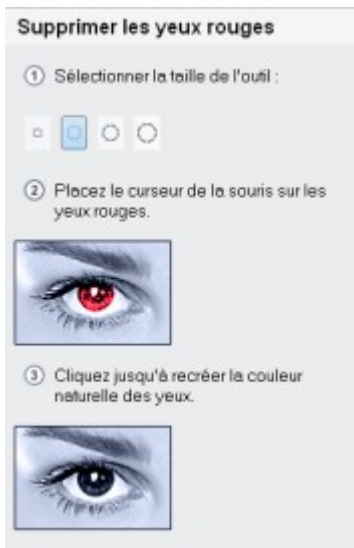 Supprimer les yeux rouges
1 Sélectionner la taille de l'outil :
2 Placez le curseur de la souris sur les
yeux rouges.
3 Cliquez jusqu'à recréer la couleur
naturelle des yeux.